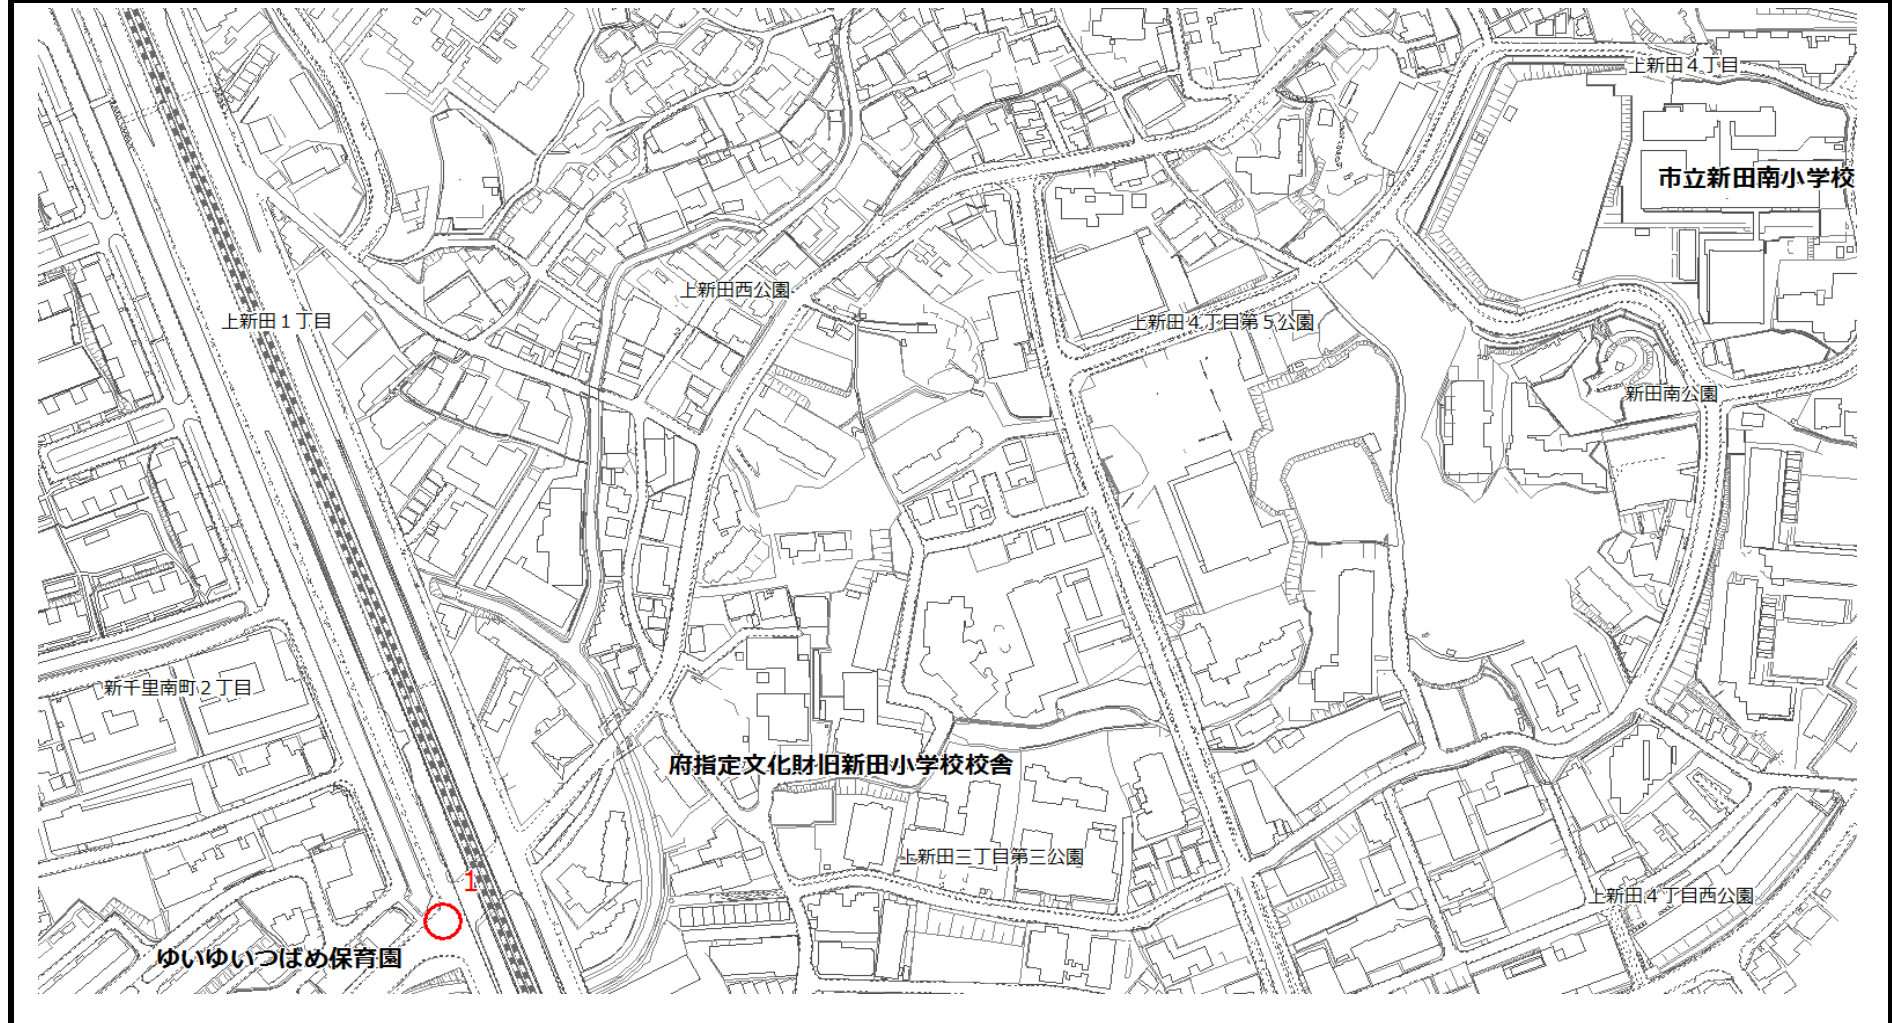 上新田４丁目
市立新田南小学校
上新田西公園
上新田１丁目
上新田４丁目第５公園
新田南公園
新千里南町２丁目
府指定文化財旧新田小学校校舎
上新田三丁目第三公園
1
上新田４丁目西公園
ゆいゆいつばめ保育園